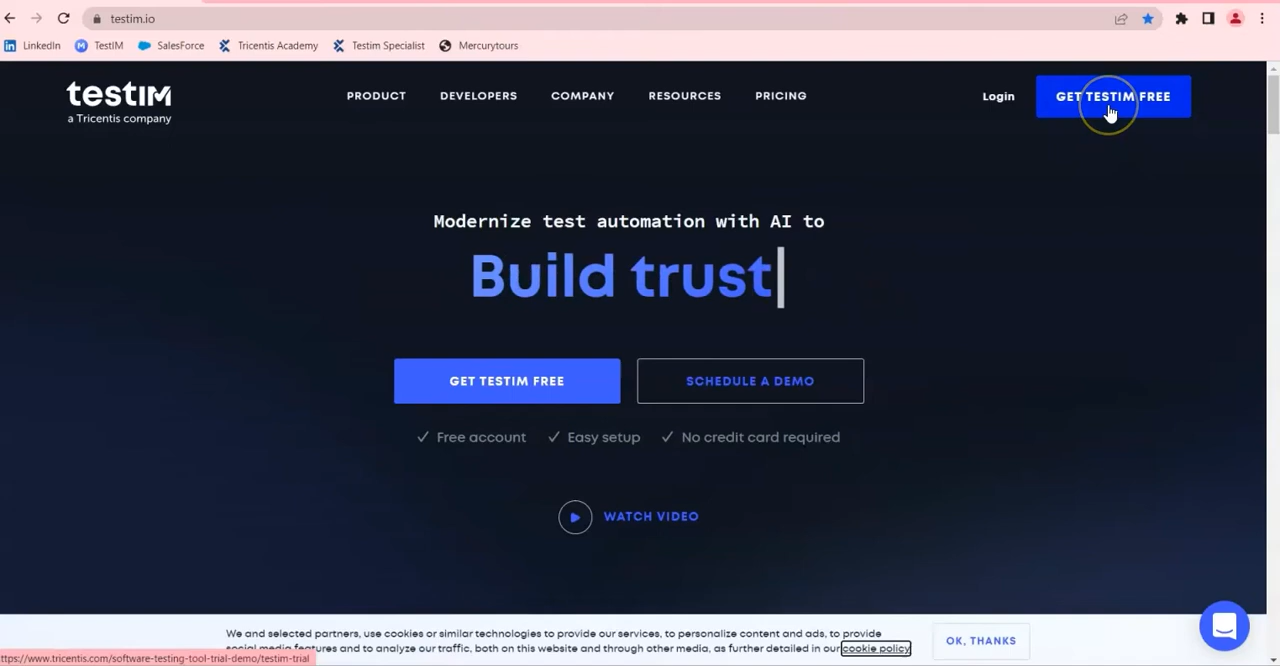 testim.io
LinkedIn TestIM SalesForce Tricentis Academy Testim Specialist Mercurytours
testim
a Tricentis company
PRODUCT DEVELOPERS COMPANY RESOURCES PRICING
Login GET TESTIM FREE
Modernize test automation with AI to
Build trust
GET TESTIM FREE SCHEDULE A DEMO
Free account Easy setup No credit card required
WATCH VIDEO
We and selected partners, use cookies or similar technologies to provide our services, to personalize content and ads, to provide
social media features and to analyze our traffic, both on this website and through other media, as further detailed in our cookie policy
OK, THANKS
ttps://www.tricentis.com/software-testing-tool-trial-demo/testim-trial